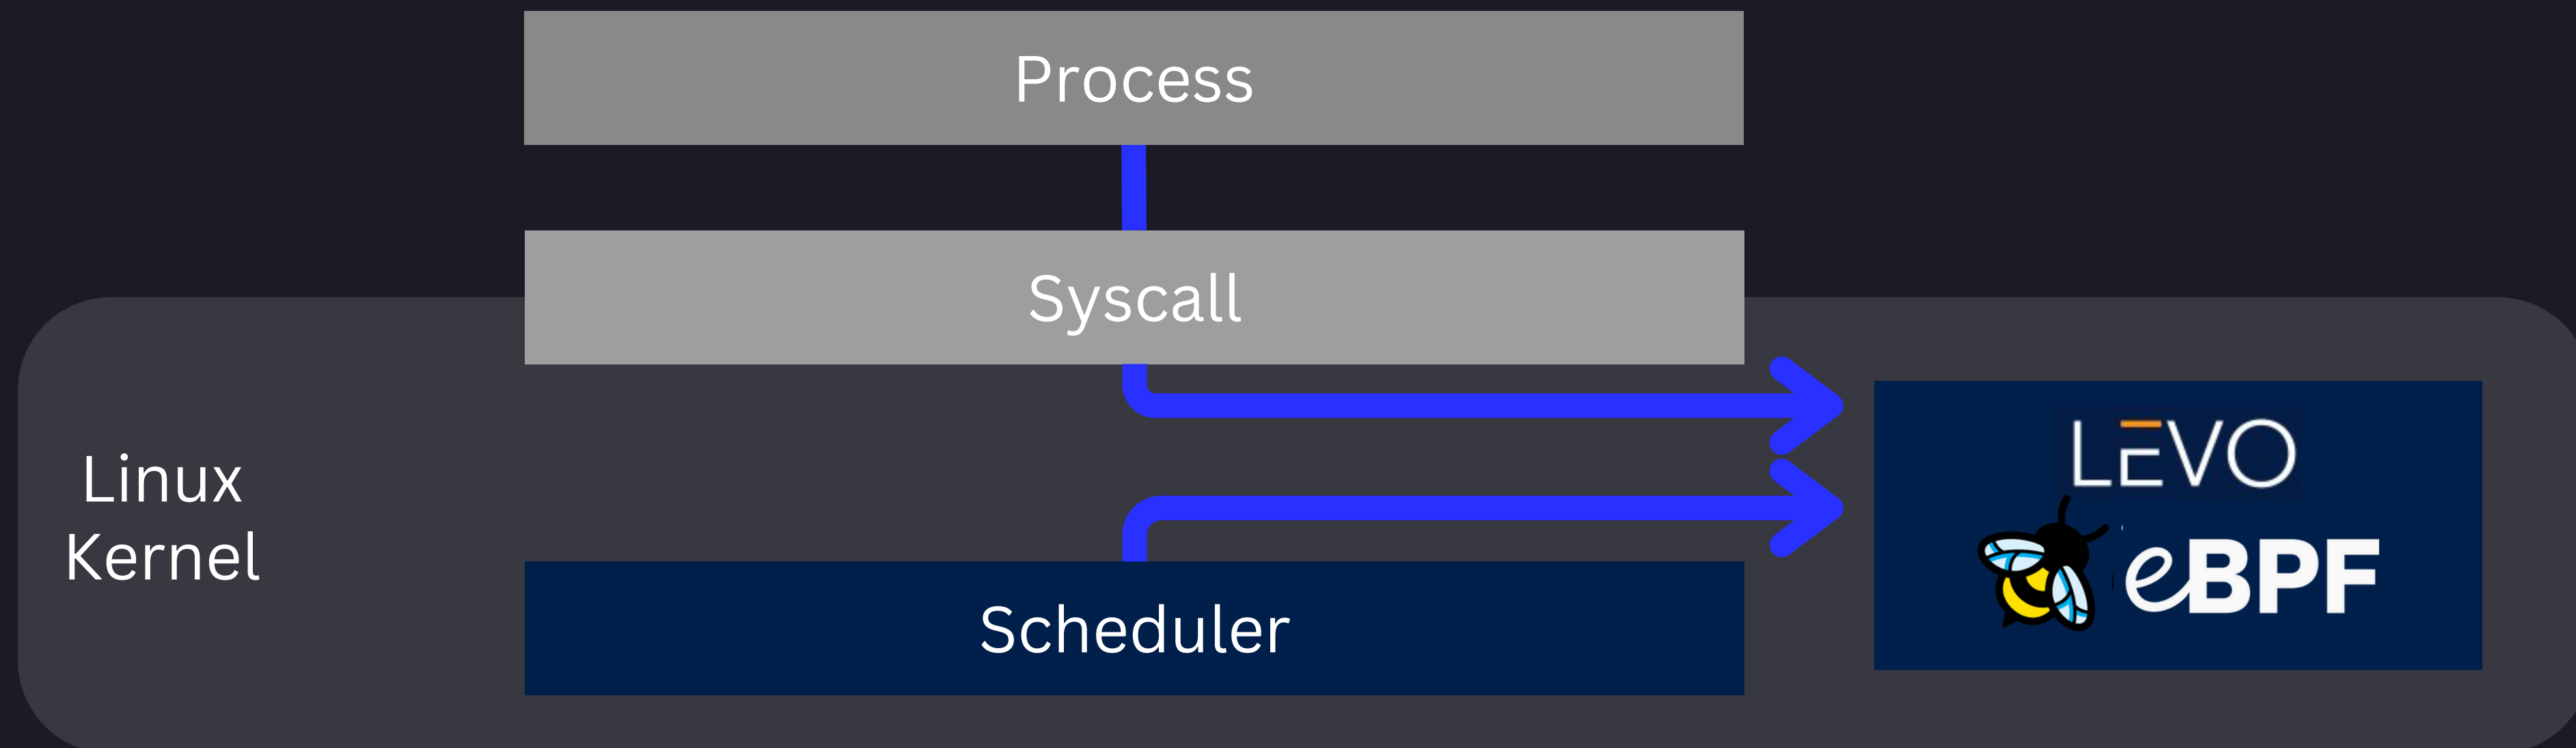 Process
Syscall
Linux
Kernel
LEVO
eBPF
Scheduler